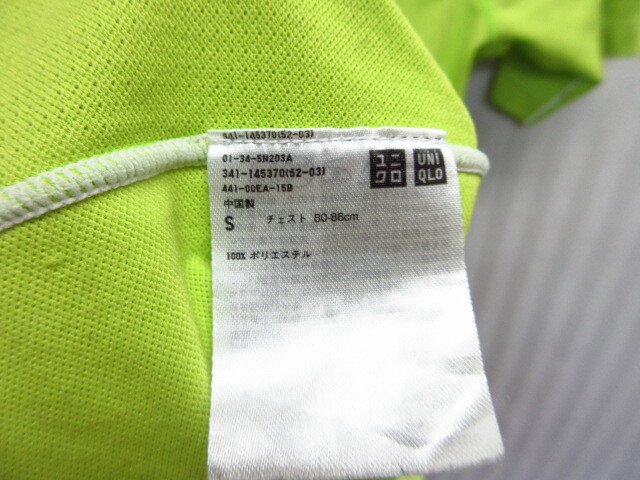 341-145370(52-03)
01-34-5N203A
341-145370(52-03)
441-00EA-15B
中国製
S チェスト 80-88cm
100% ポリエステル
ユニ
クロ
UNI
QLO